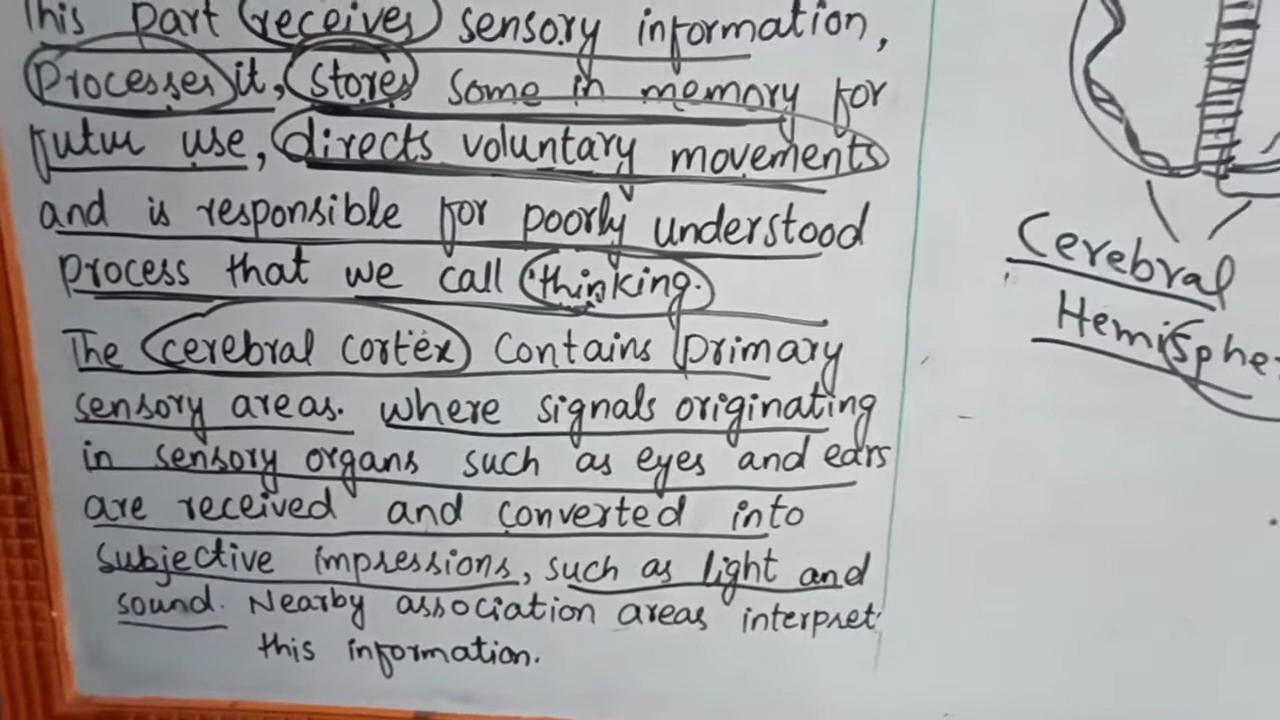 This part receives sensory information,
Processes it, stores some in memory for
futur use, directs voluntary movements
and is responsible for poorly understood
process that we call 'thinking.
The cerebral cortex contains primary
sensory areas. where signals originating
in sensory organs such as eyes and ears
are received and converted into
subjective impressions, such as light and
sound. Nearby association areas interpret
this information.
Cerebral
Hemisphe